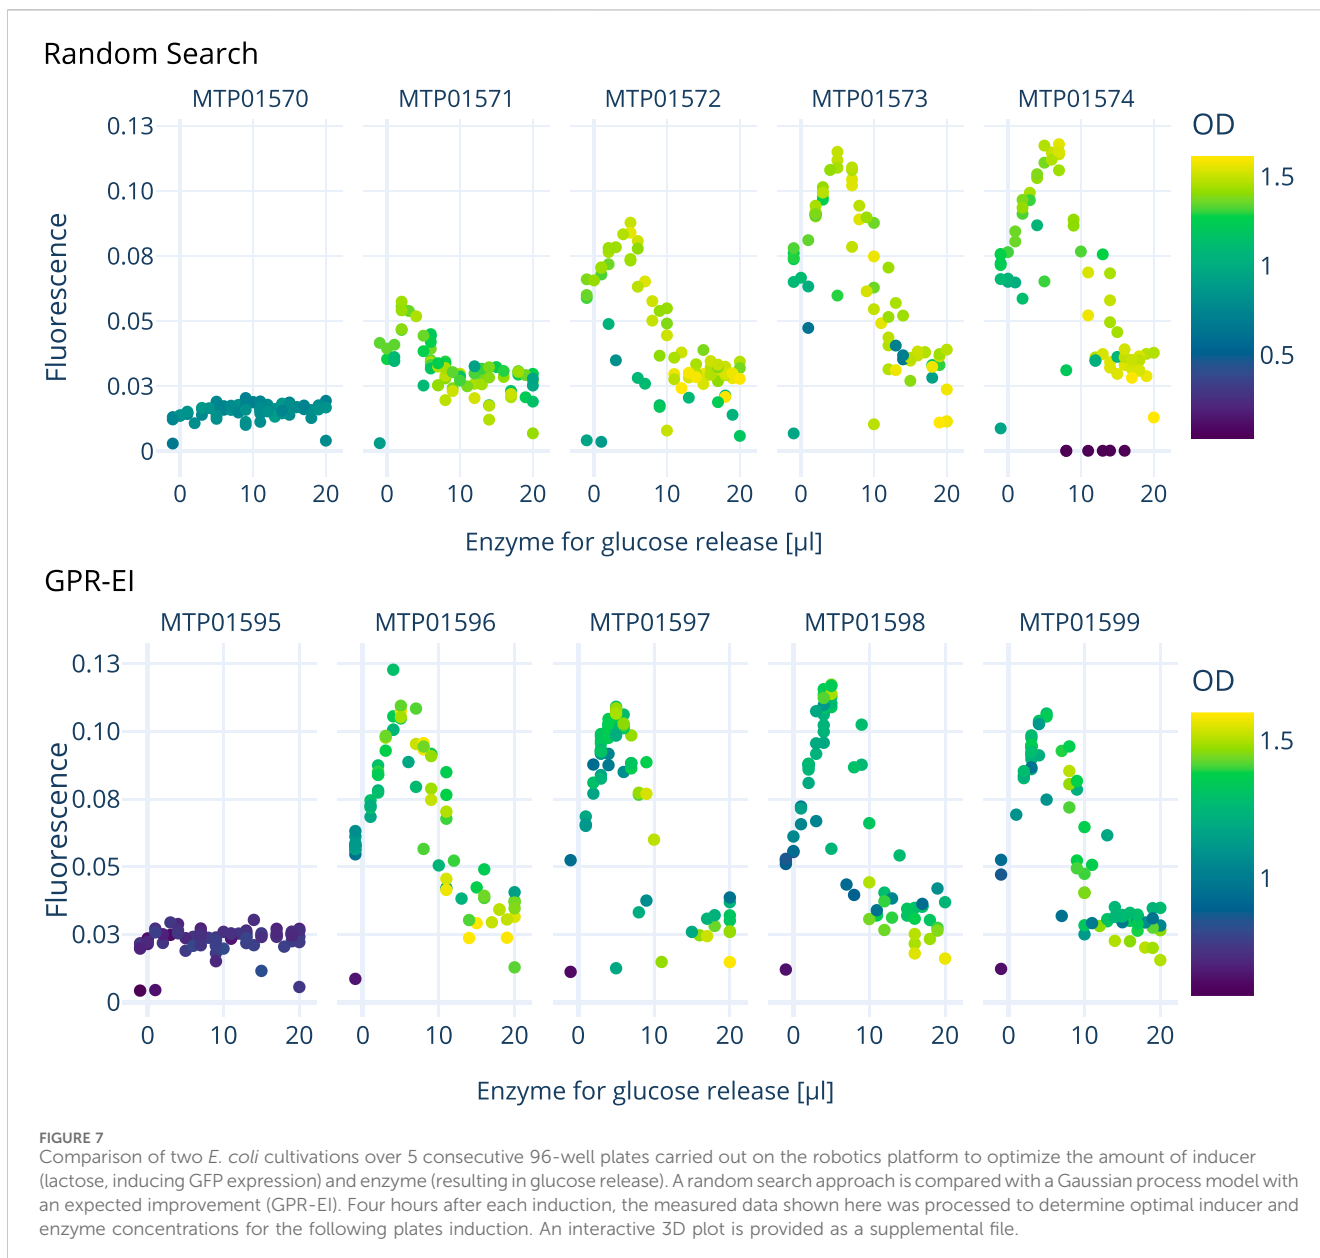 Random Search
MTP01570 MTP01571 MTP01572 MTP01573 MTP01574
OD
0.13
0.10
0.08
0.05
0.03
0
Fluorescence
1.5
1
0.5
0 10 20 0 10 20 0 10 20 0 10 20 0 10 20
Enzyme for glucose release [µl]
GPR-EI
MTP01595 MTP01596 MTP01597 MTP01598 MTP01599
OD
0.13
0.10
0.08
0.05
0.03
0
Fluorescence
1.5
1
0 10 20 0 10 20 0 10 20 0 10 20 0 10 20
Enzyme for glucose release [µl]
FIGURE 7
Comparison of two E. coli cultivations over 5 consecutive 96-well plates carried out on the robotics platform to optimize the amount of inducer
(lactose, inducing GFP expression) and enzyme (resulting in glucose release). A random search approach is compared with a Gaussian process model with
an expected improvement (GPR-EI). Four hours after each induction, the measured data shown here was processed to determine optimal inducer and
enzyme concentrations for the following plates induction. An interactive 3D plot is provided as a supplemental file.